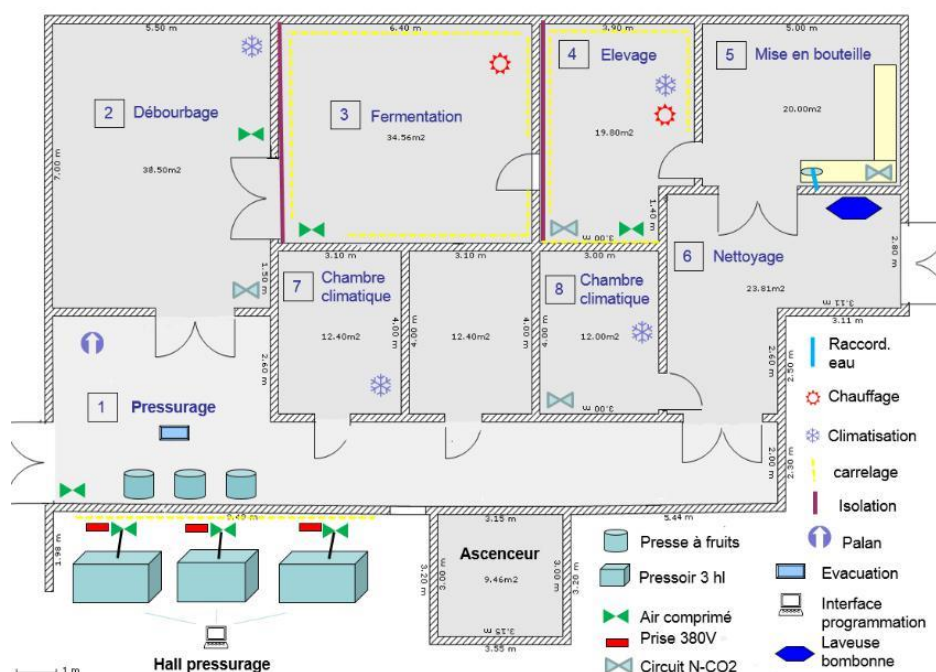 5.50 m
6.40 m
3.90 m
5.00 m
2
Débourbage
38.50m2
7.00 m
1.50 m
3
Fermentation
34.56m2
4
Elevage
19.80m2
1.40 m
3.00 m
5
Mise en bouteille
20.00m2
6
Nettoyage
23.81m2
2.80 m
3.11 m
3.11 m
3.10 m
3.10 m
3.00 m
7
Chambre
climatique
12.40m2
4.00 m
12.40m2
4.00 m
8
Chambre
climatique
12.00m2
3.00 m
2.60 m
2.50 m
2.60 m
1
Pressurage
2.00 m
2.30 m
5.44 m
1.98 m
3.15 m
Ascenceur
9.46m2
3.20 m
3.00 m
3.00 m
3.20 m
3.15 m
3.55 m
Hall pressurage
1 m
Raccord.
eau
Chauffage
Climatisation
carrelage
Isolation
Palan
Evacuation
Interface
programmation
Laveuse
bombonne
Presse à fruits
Pressoir 3 hl
Air comprimé
Prise 380V
Circuit N-CO2